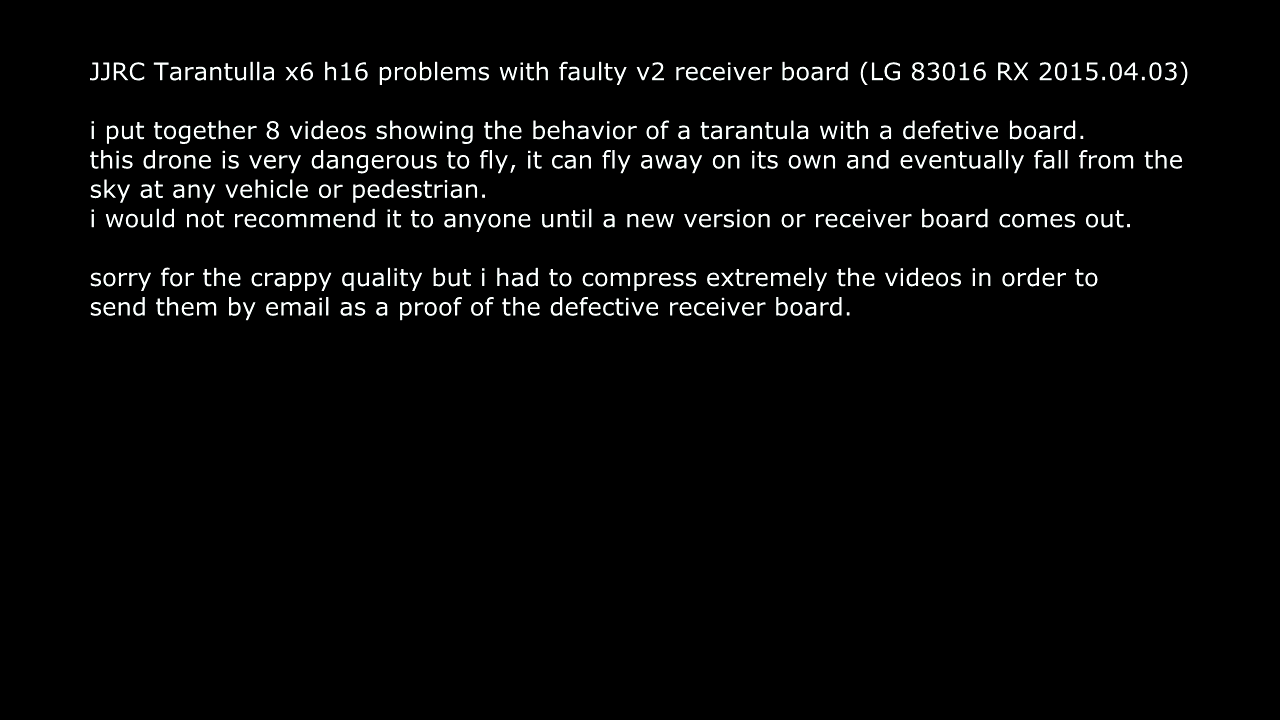 JJRC Tarantulla x6 h16 problems with faulty v2 receiver board (LG 83016 RX 2015.04.03)
i put together 8 videos showing the behavior of a tarantula with a defetive board.
this drone is very dangerous to fly, it can fly away on its own and eventually fall from the
sky at any vehicle or pedestrian.
i would not recommend it to anyone until a new version or receiver board comes out.
sorry for the crappy quality but i had to compress extremely the videos in order to
send them by email as a proof of the defective receiver board.